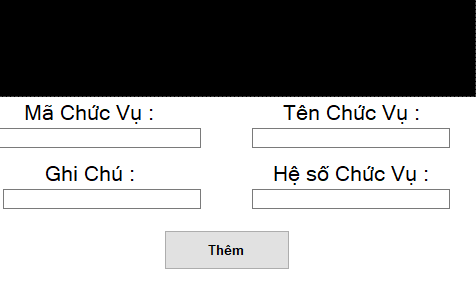 Mã Chức Vụ :
Tên Chức Vụ :
Ghi Chú :
Hệ số Chức Vụ :
Thêm